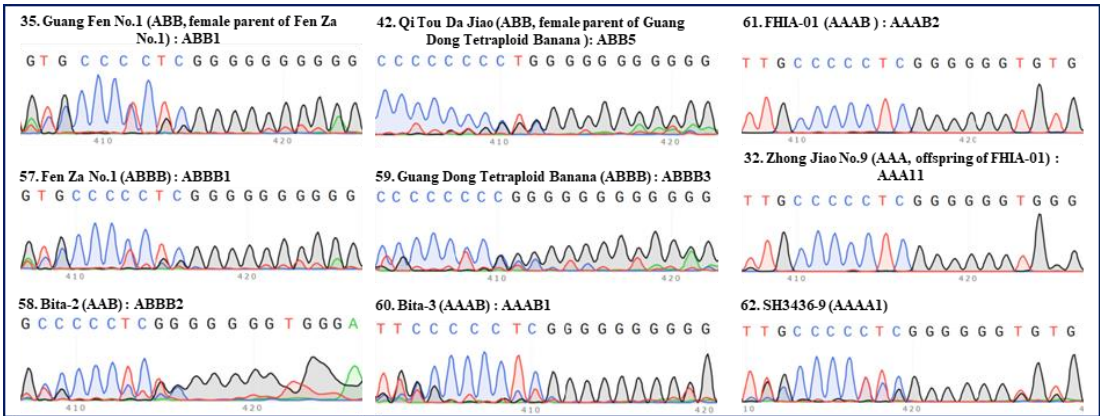 35. Guang Fen No.1 (ABB, female parent of Fen Za
No.1) : ABB1
G T G C C C C T C G G G G G G G G G G
410
420
42. Qi Tou Da Jiao (ABB, female parent of Guang
Dong Tetraploid Banana ): ABB5
C C C C C C C C T G G G G G G G G G G G
410
420
61. FHIA-01 (AAAB ) : AAAB2
T T G C C C C C T C G G G G G G T G T G
410
420
57. Fen Za No.1 (ABBB) : ABBB1
G T G C C C C C T C G G G G G G G G G G
410
420
59. Guang Dong Tetraploid Banana (ABBB) : ABBB3
C C C C C C C C G G G G G G G G G G G G
410
420
32. Zhong Jiao No.9 (AAA, offspring of FHIA-01) :
AAA11
T T G C C C C C T C G G G G G G T G G G
410
420
58. Bita-2 (AAB) : ABBB2
G C C C C C T C G G G G G G G T G G G A
410
420
60. Bita-3 (AAAB) : AAAB1
T T C C C C C T C G G G G G G G G G G
410
420
62. SH3436-9 (AAAA1)
T T G C C C C C T C G G G G G G T G T G
10
420
4